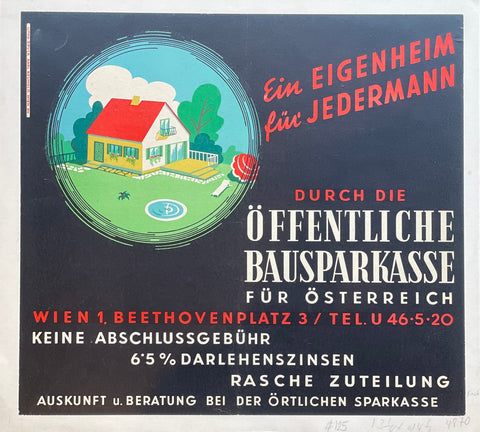 Ein EIGENHEIM
für JEDERMANN
DURCH DIE
ÖFFENTLICHE
BAUSPARKASSE
FÜR ÖSTERREICH
WIEN 1, BEETHOVENPLATZ 3 / TEL. U 46·5·20
KEINE ABSCHLUSSGEBÜHR
6·5 % DARLEHENSZINSEN
RASCHE ZUTEILUNG
AUSKUNFT u. BERATUNG BEI DER ÖRTLICHEN SPARKASSE